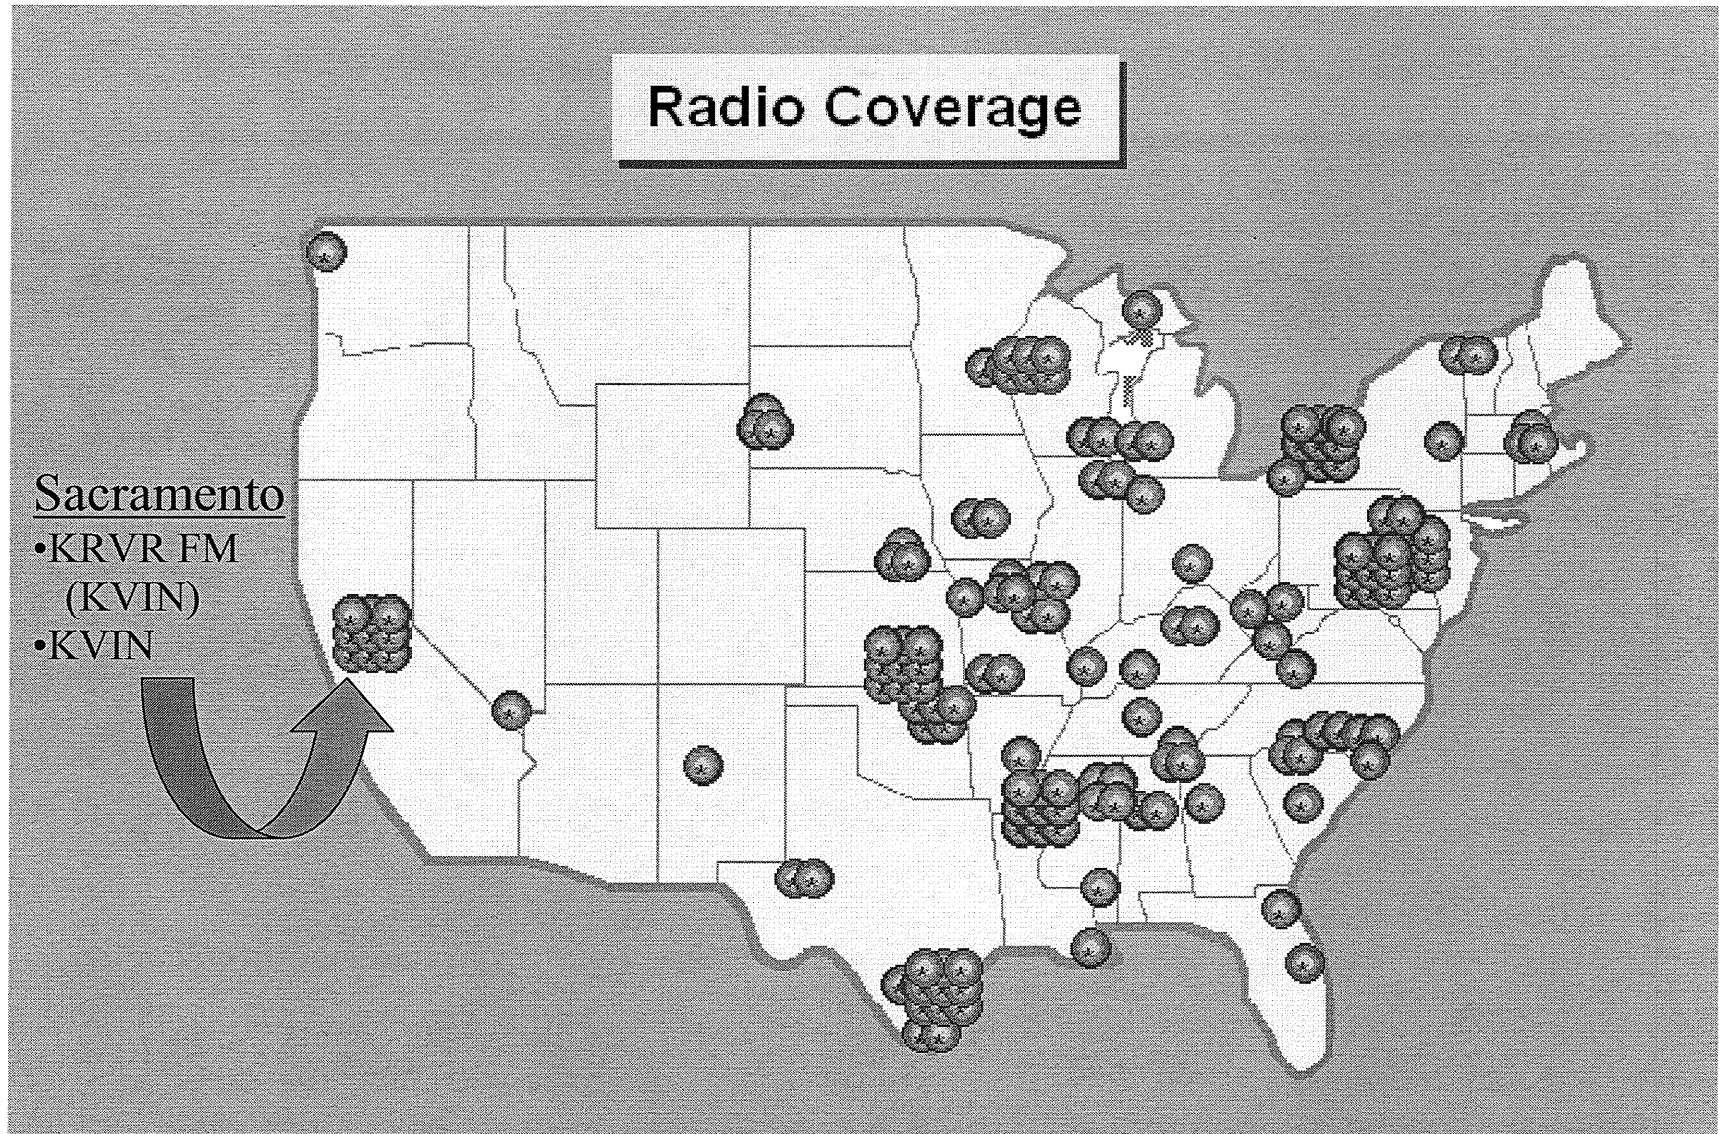 Radio Coverage
Sacramento
•KRVR FM
(KVIN)
•KVIN